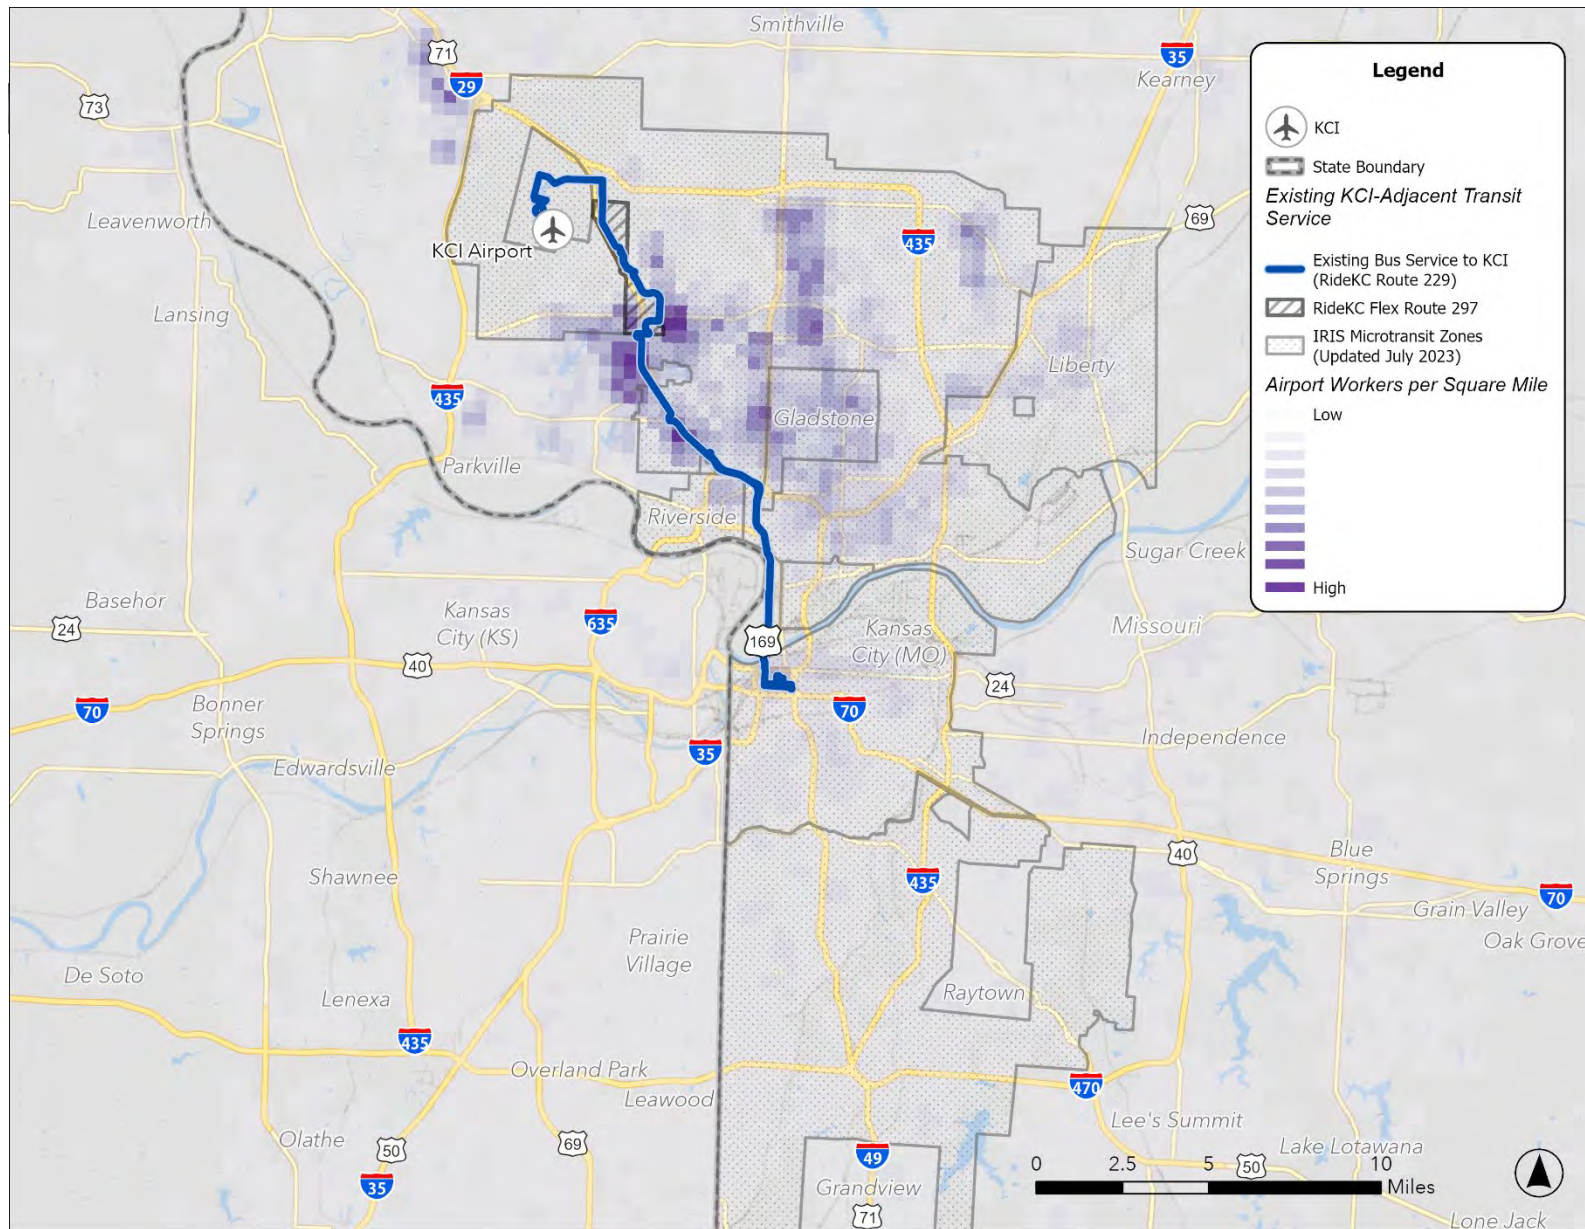 Smithville
71
35
Kearney
29
73
Leavenworth
KCI Airport
435
69
Lansing
Liberty
435
Gladstone
Parkville
Riverside
Sugar Creek
Basehor
24
Kansas
City (KS)
635
169
Kansas
City (MO)
Missouri
40
24
70
Bonner
Springs
70
35
Independence
Edwardsville
40
Shawnee
435
Blue
Springs
70
Grain Valley
Oak Grove
Prairie
Village
De Soto
Lenexa
Raytown
435
Overland Park
Leawood
470
Olathe
50
69
49
Lee's Summit
Lake Lotawana
50
35
Grandview
71
Lone Jack
Legend
KCI
State Boundary
Existing KCI-Adjacent Transit
Service
Existing Bus Service to KCI
(RideKC Route 229)
RideKC Flex Route 297
IRIS Microtransit Zones
(Updated July 2023)
Airport Workers per Square Mile
Low
High
0 2.5 5 10
Miles